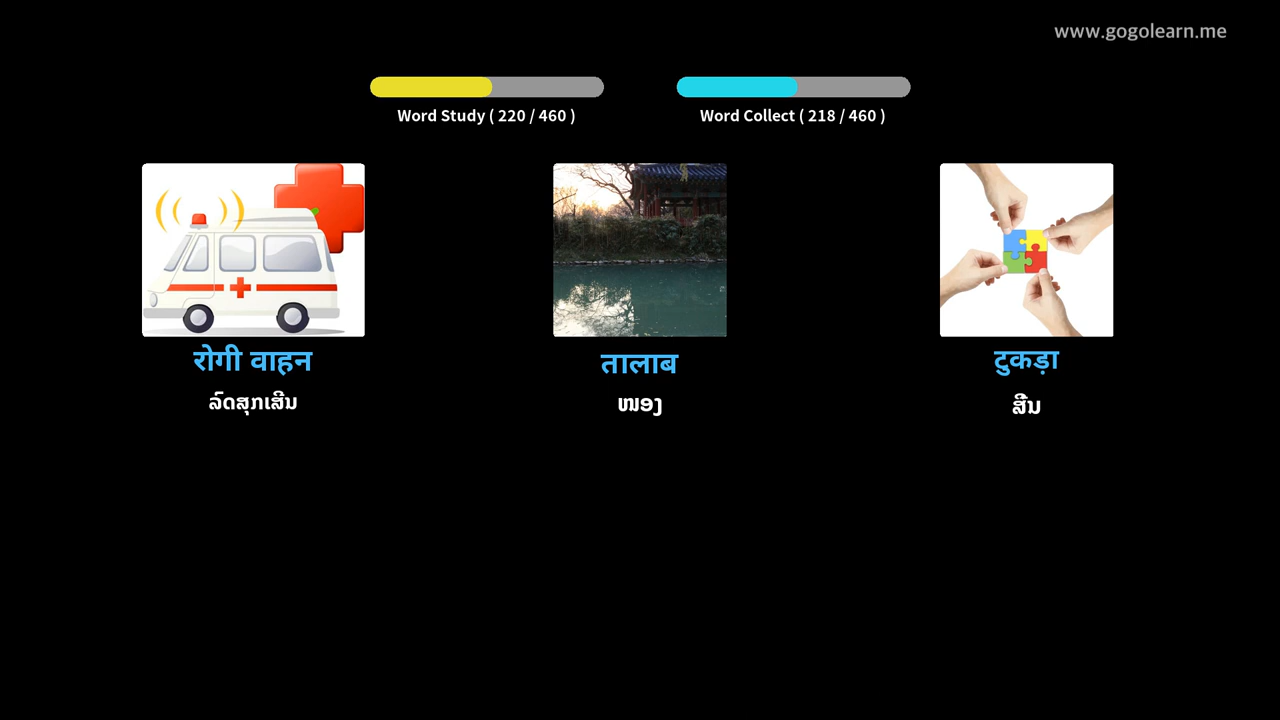 www.gogolearn.me
Word Study ( 220 / 460 )
Word Collect ( 218 / 460 )
रोगी वाहन
तालाब
टुकड़ा
ລົດສຸກເສີນ
ໜອງ
ສີ້ນ